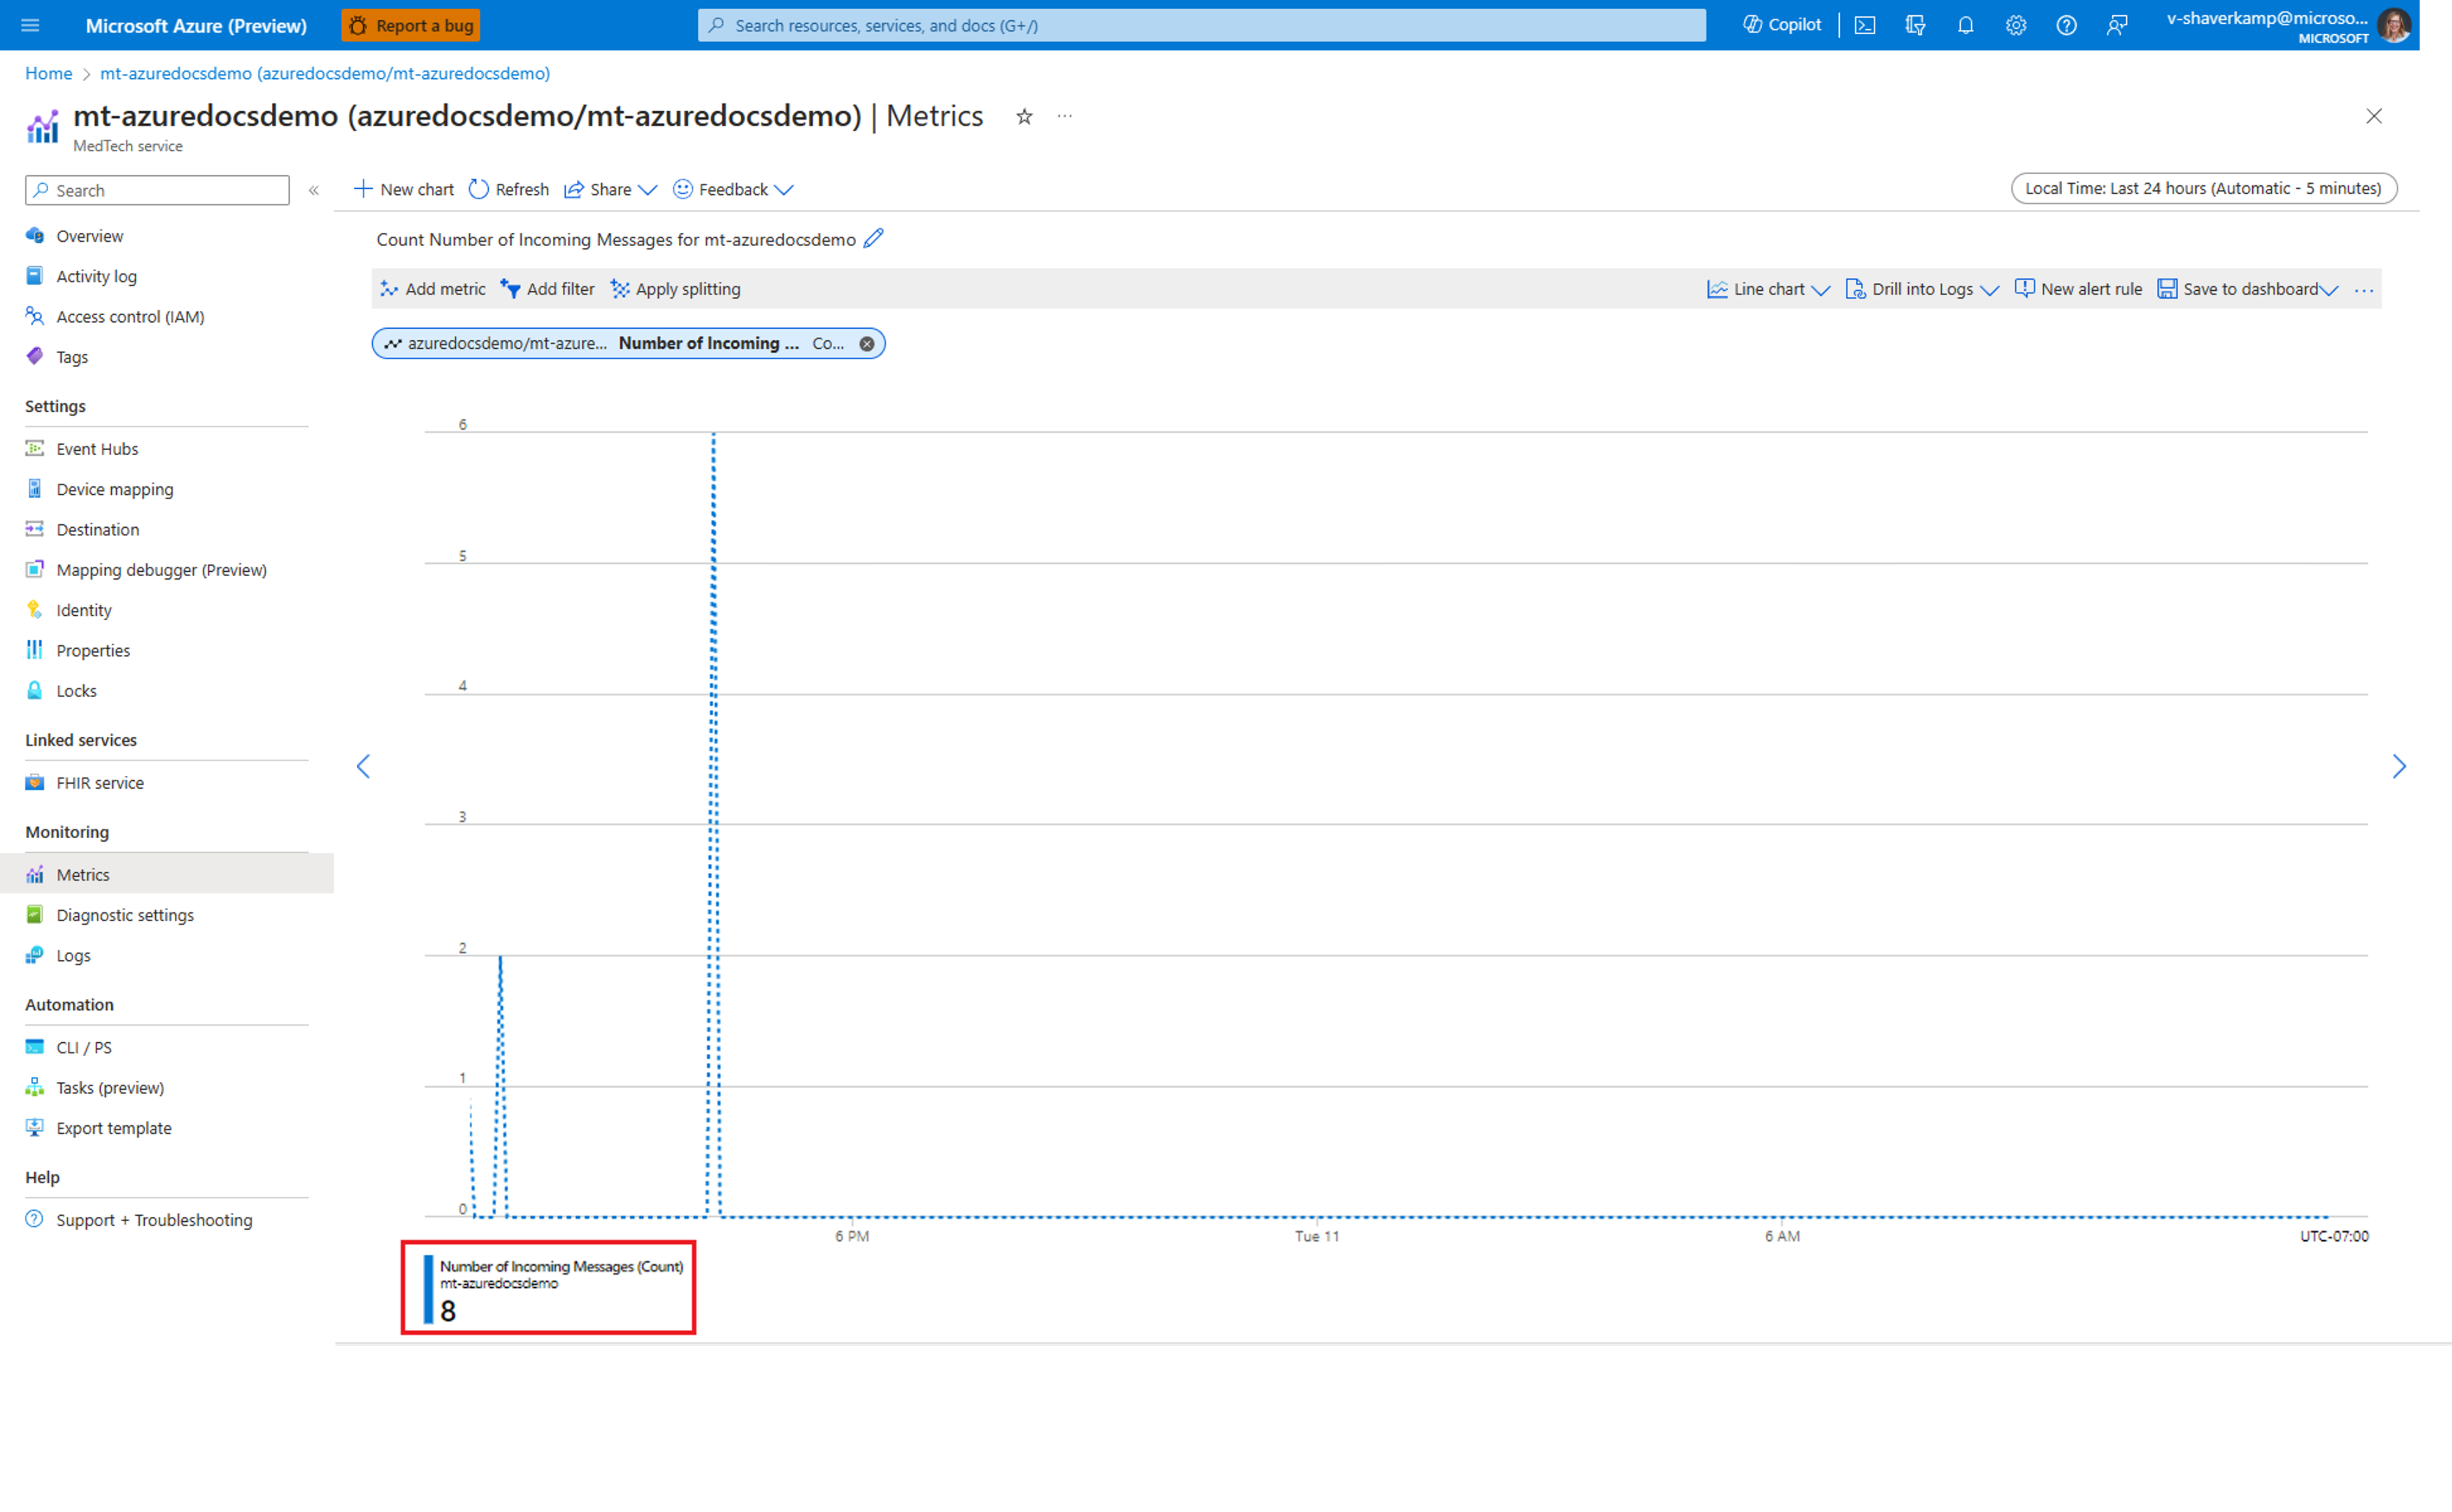 Microsoft Azure (Preview)
Report a bug
Search resources, services, and docs (G+/)
Copilot
v-shaverkamp@microso...
MICROSOFT
Home > mt-azuredocsdemo (azuredocsdemo/mt-azuredocsdemo)
mt-azuredocsdemo (azuredocsdemo/mt-azuredocsdemo) | Metrics
MedTech service
Search
Overview
Activity log
Access control (IAM)
Tags
Settings
Event Hubs
Device mapping
Destination
Mapping debugger (Preview)
Identity
Properties
Locks
Linked services
FHIR service
Monitoring
Metrics
Diagnostic settings
Logs
Automation
CLI / PS
Tasks (preview)
Export template
Help
Support + Troubleshooting
New chart Refresh Share Feedback
Local Time: Last 24 hours (Automatic - 5 minutes)
Count Number of Incoming Messages for mt-azuredocsdemo
Add metric Add filter Apply splitting
Line chart Drill into Logs New alert rule Save to dashboard
azuredocsdemo/mt-azure... Number of Incoming ... Co...
6
5
4
3
2
1
0
6 PM Tue 11 6 AM UTC-07:00
Number of Incoming Messages (Count)
mt-azuredocsdemo
8